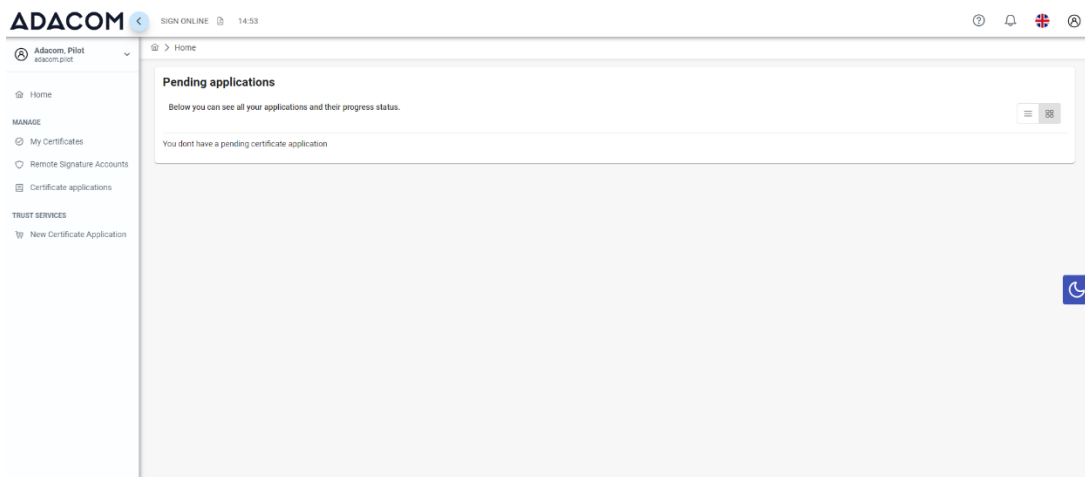 ADACOM
SIGN ONLINE 14:53
Adacom, Pilot
adacom.pilot
Home
MANAGE
My Certificates
Remote Signature Accounts
Certificate applications
TRUST SERVICES
New Certificate Application
Home
Pending applications
Below you can see all your applications and their progress status.
You dont have a pending certificate application